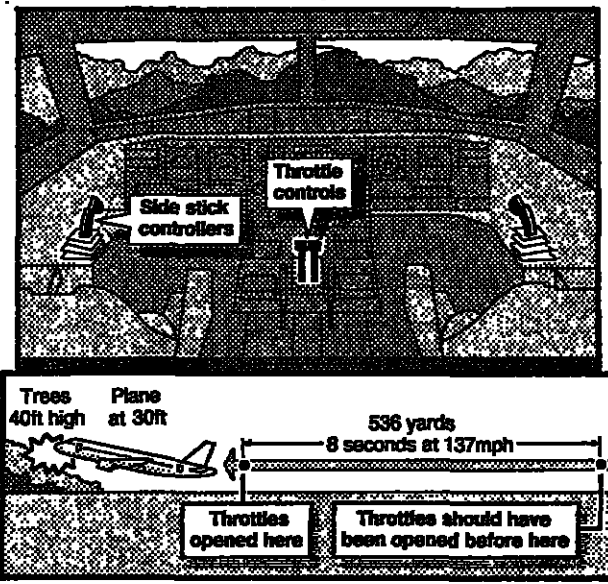 Throttle
controls
Side stick
controllers
Trees
40ft high
Plane
at 30ft
536 yards
8 seconds at 137mph
Throttles
opened here
Throttles should have
been opened before here